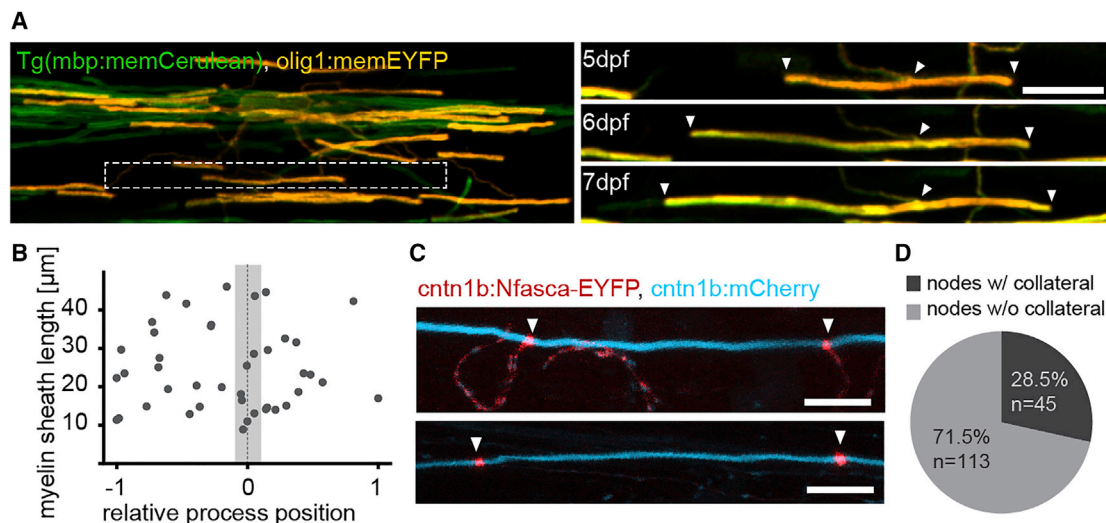 A
Tg(mbp:memCerulean), olig1:memEYFP
5dpf
6dpf
7dpf
B
myelin sheath length [µm]
40
30
20
10
-1
0
1
relative process position
C
cntn1b:Nfasca-EYFP, cntn1b:mCherry
D
nodes w/ collateral
nodes w/o collateral
28.5%
n=45
71.5%
n=113